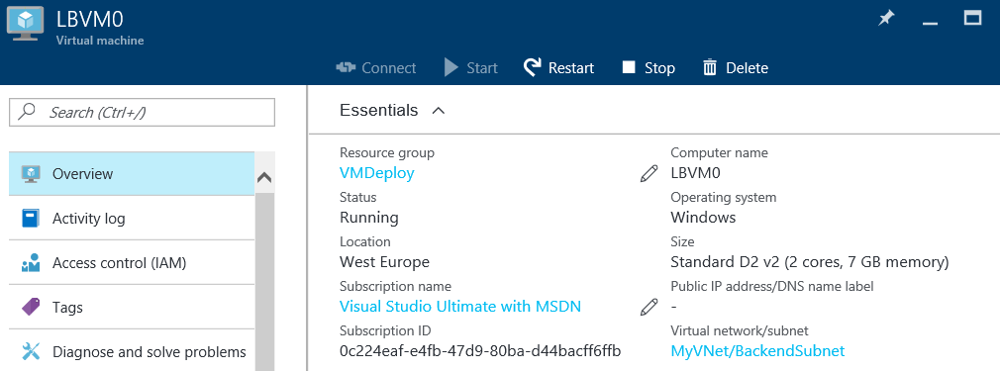 LBVM0
Virtual machine
Connect Start Restart Stop Delete
Search (Ctrl+/)
Essentials
Overview
Activity log
Access control (IAM)
Tags
Diagnose and solve problems
Resource group
VMDeploy
Status
Running
Location
West Europe
Subscription name
Visual Studio Ultimate with MSDN
Subscription ID
0c224eaf-e4fb-47d9-80ba-d44bacff6ffb
Computer name
LBVM0
Operating system
Windows
Size
Standard D2 v2 (2 cores, 7 GB memory)
Public IP address/DNS name label
-
Virtual network/subnet
MyVNet/BackendSubnet